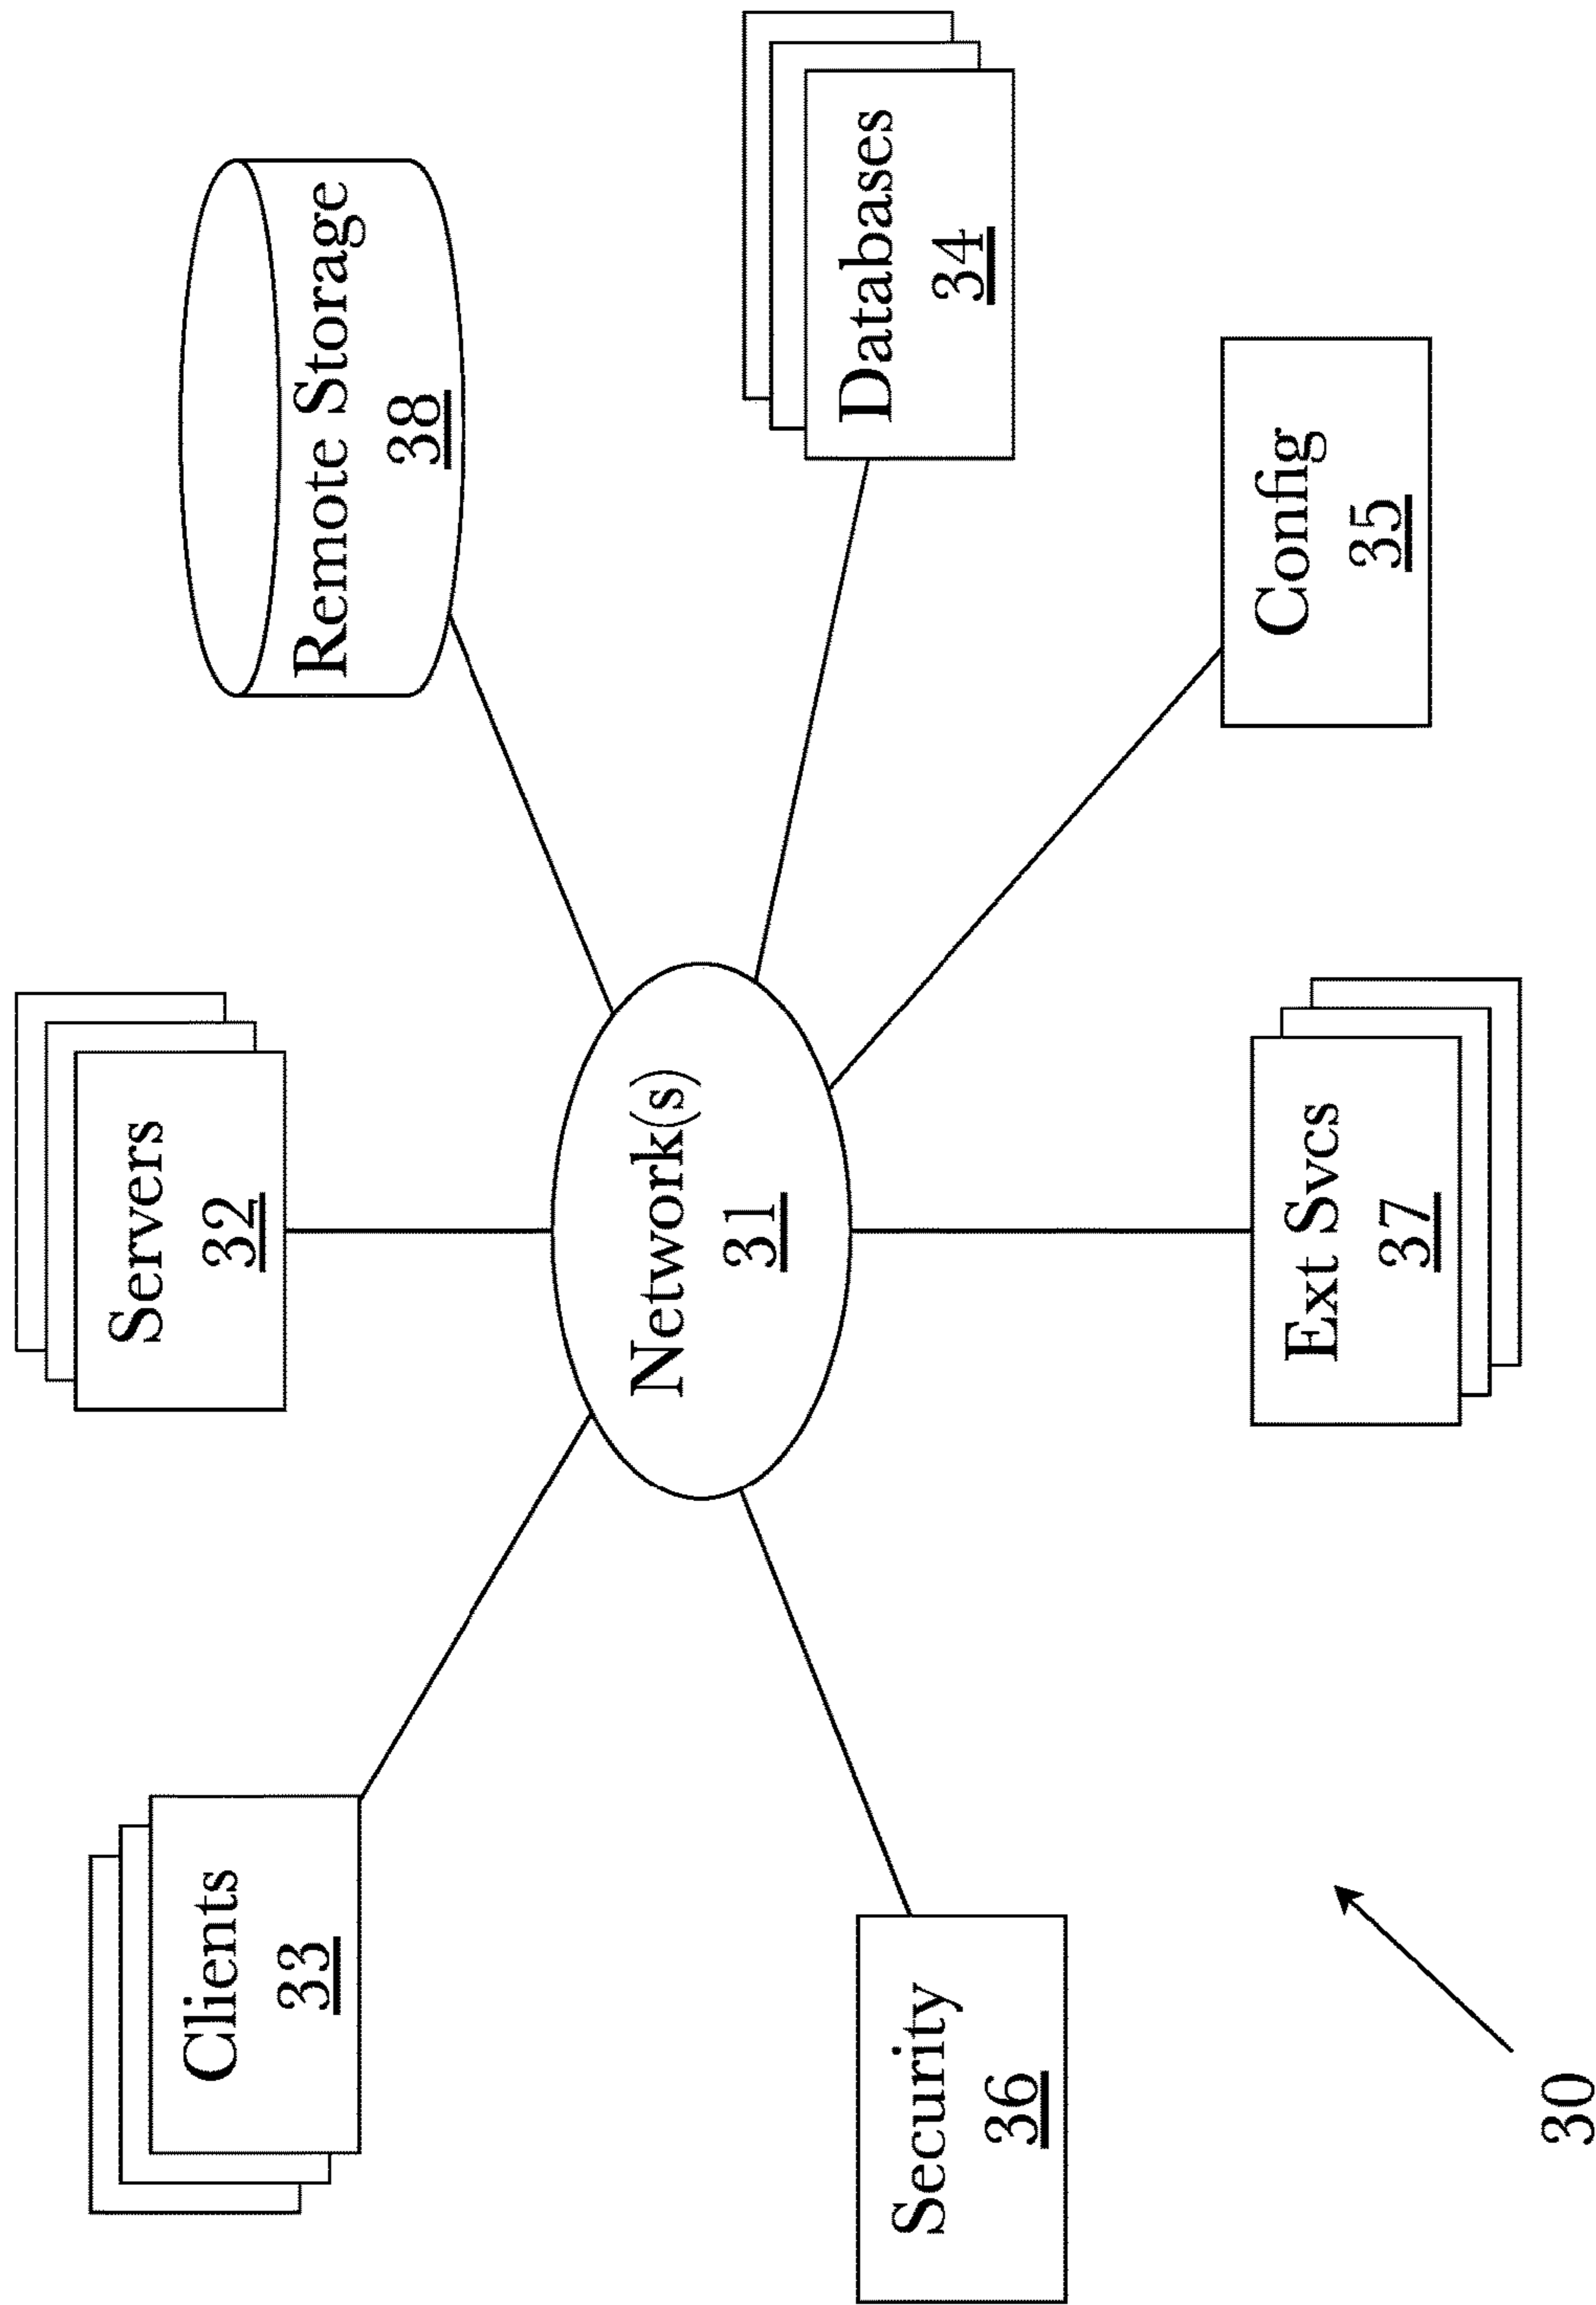 Clients
33
Servers
32
Remote Storage
38
Network(s)
31
Security
36
Databases
34
Ext Svcs
37
Config
35
30